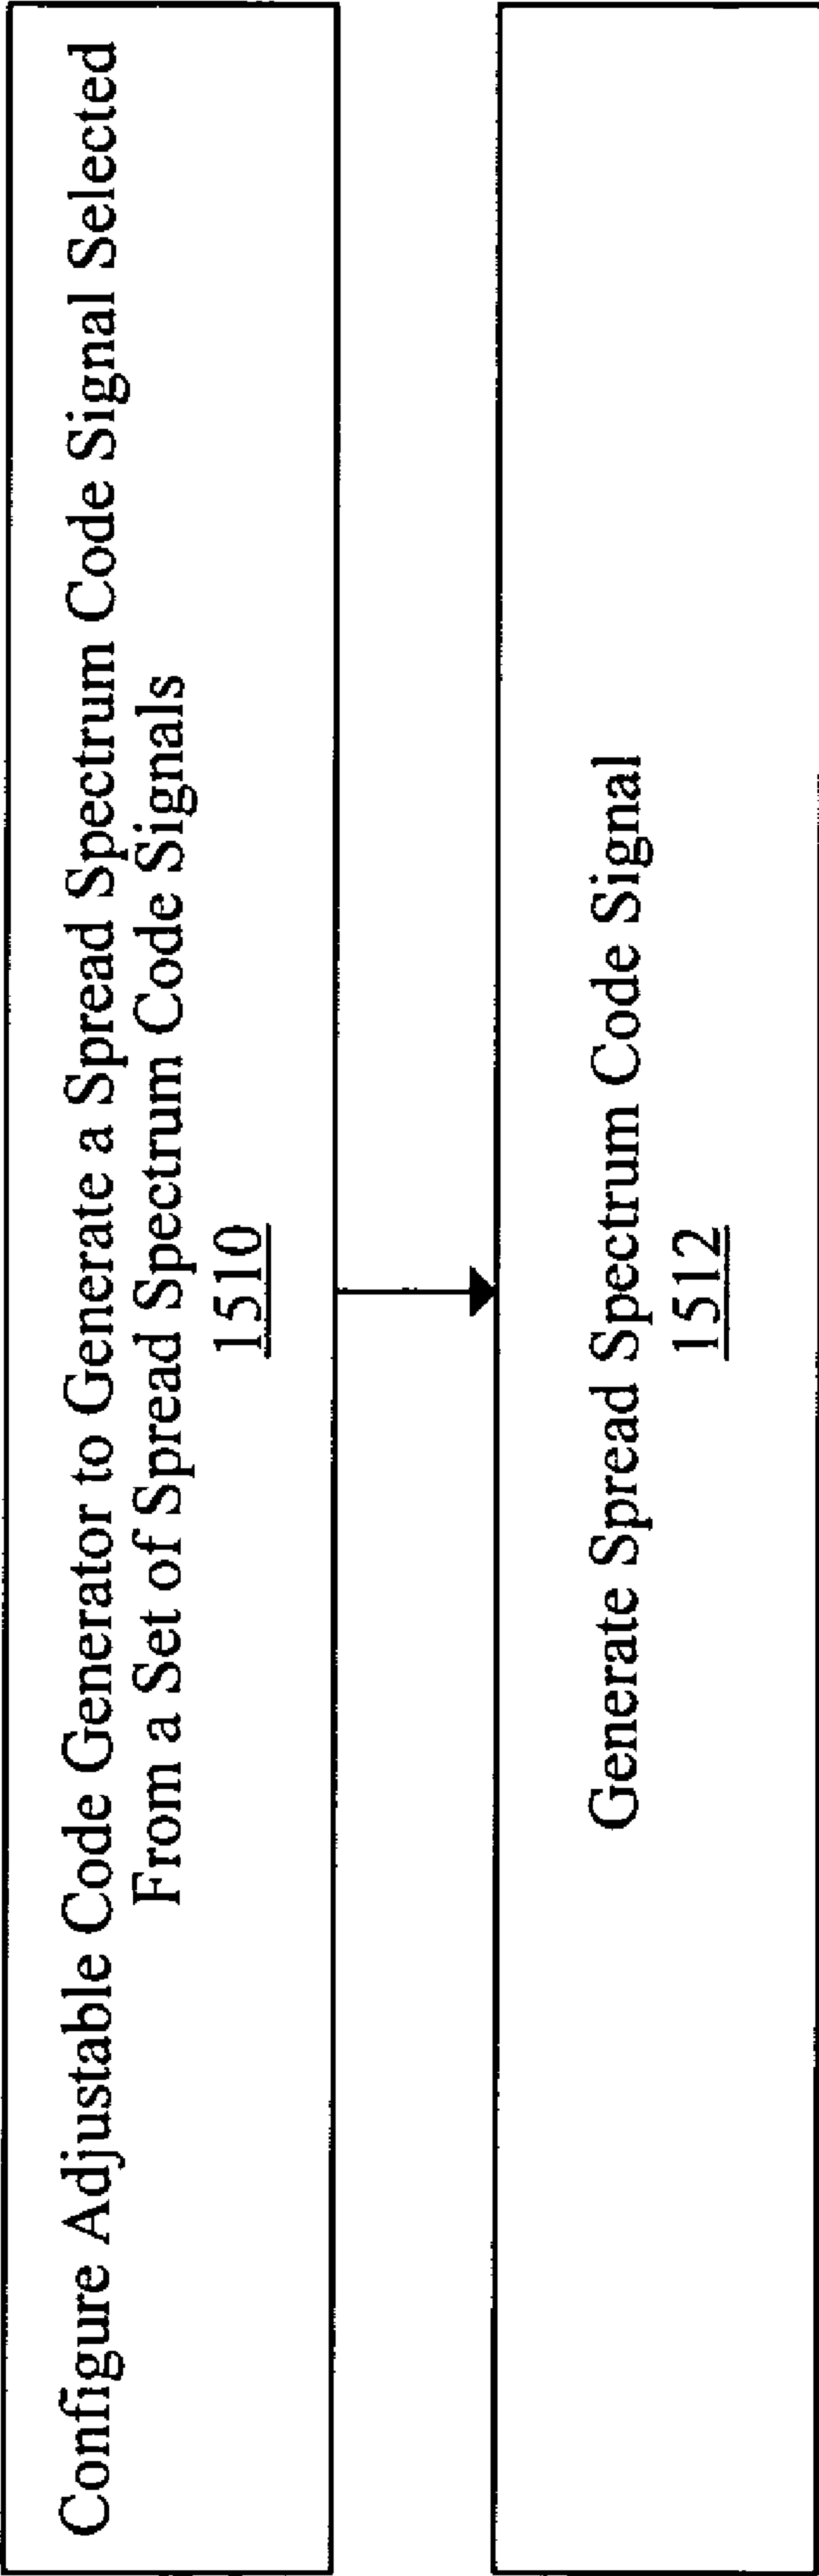 Configure Adjustable Code Generator to Generate a Spread Spectrum Code Signal Selected
From a Set of Spread Spectrum Code Signals
1510
Generate Spread Spectrum Code Signal
1512